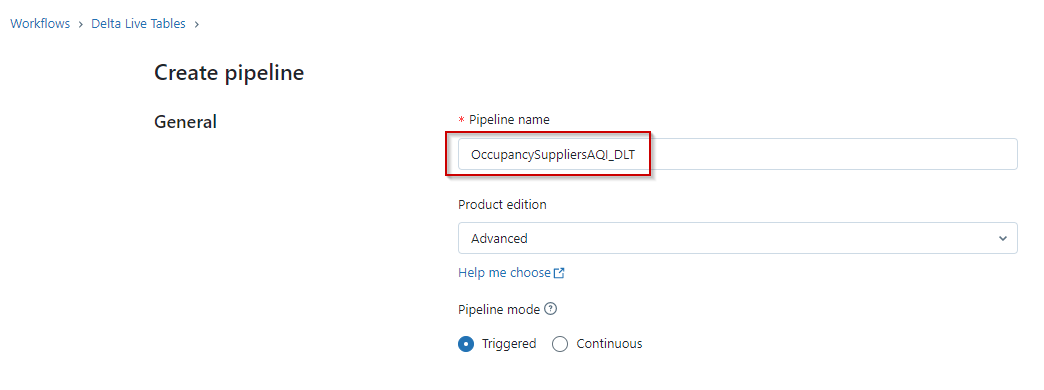 Workflows › Delta Live Tables ›
Create pipeline
General
* Pipeline name
OccupancySuppliersAQI_DLT
Product edition
Advanced
Help me choose
Pipeline mode ?
Triggered Continuous